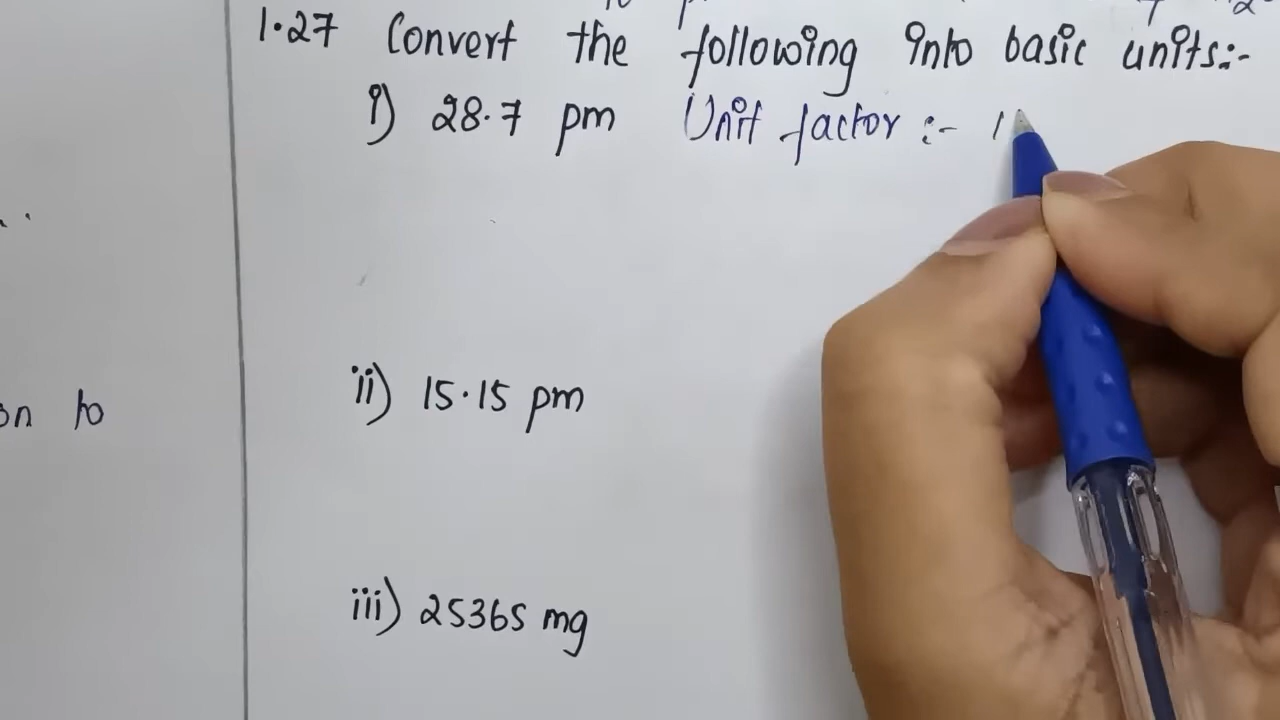 1.27 Convert the following into basic units:-
i) 28.7 pm Unit factor :- 1
ii) 15.15 pm
to
iii) 25365 mg